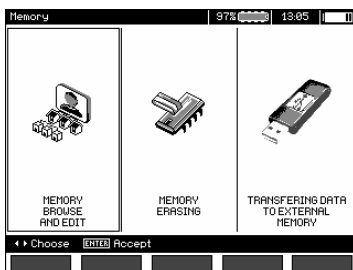 Memory 97% 13:05
MEMORY
BROWSE
AND EDIT
MEMORY
ERASING
TRANSFERING DATA
TO EXTERNAL
MEMORY
Choose ENTER Accept